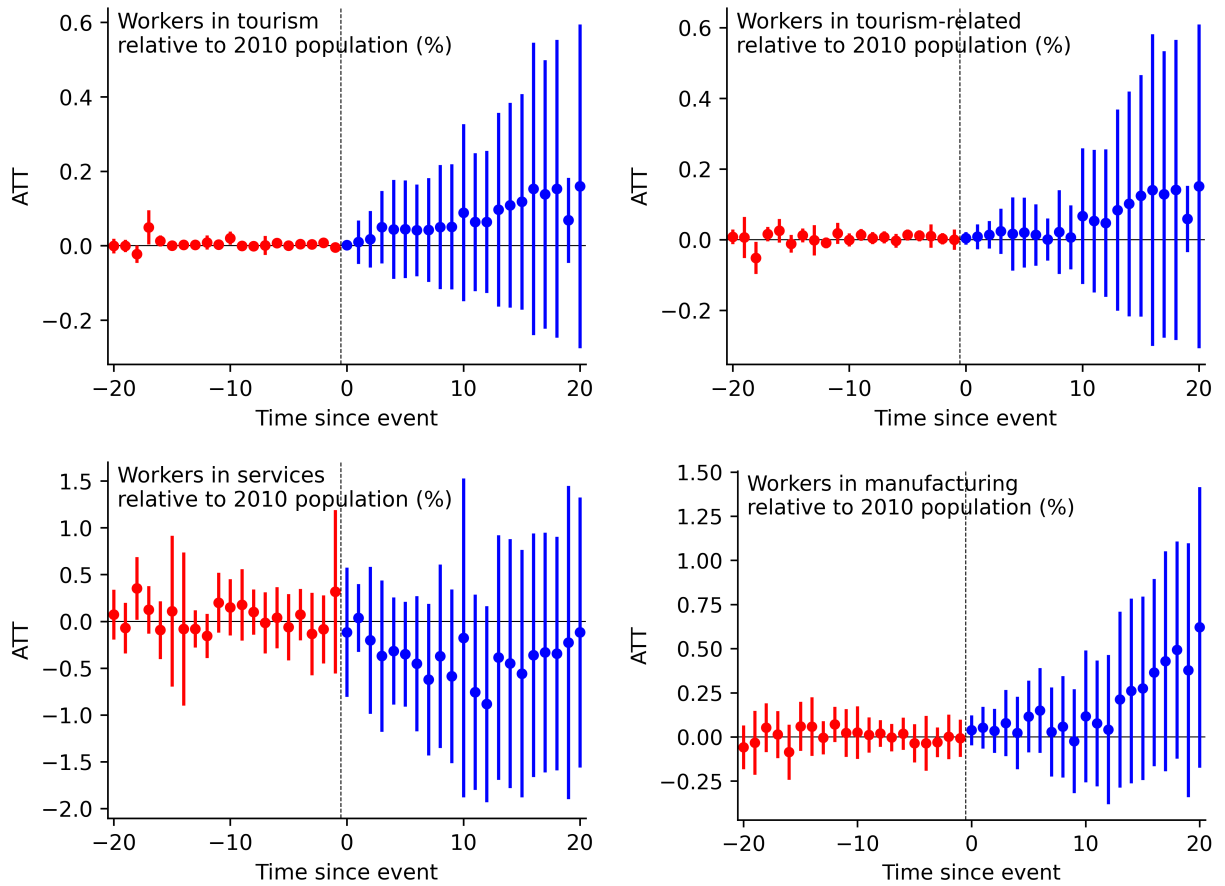 Workers in tourism
relative to 2010 population (%)
0.6
0.4
0.2
0.0
−0.2
ATT
−20
−10
0
10
20
Time since event
Workers in tourism-related
relative to 2010 population (%)
0.6
0.4
0.2
0.0
−0.2
ATT
−20
−10
0
10
20
Time since event
Workers in services
relative to 2010 population (%)
1.5
1.0
0.5
0.0
−0.5
−1.0
−1.5
−2.0
ATT
−20
−10
0
10
20
Time since event
Workers in manufacturing
relative to 2010 population (%)
1.50
1.25
1.00
0.75
0.50
0.25
0.00
−0.25
ATT
−20
−10
0
10
20
Time since event